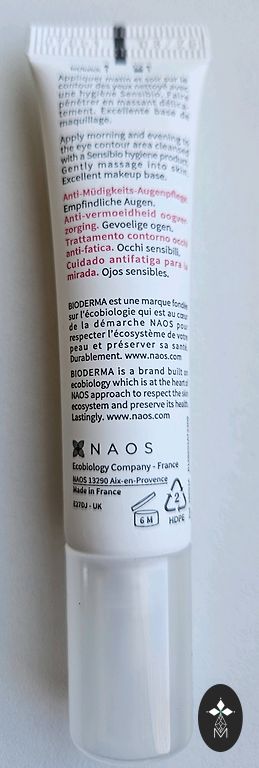 Appliquer matin et soir sur le
contour des yeux nettoyé avec
une hygiène Sensibio. Faire
pénétrer en massant délica-
tement. Excellente base de
maquillage.
Apply morning and evening to
the eye contour area cleansed
with a Sensibio hygiene product.
Gently massage into skin.
Excellent makeup base.
Anti-Müdigkeits-Augenpflege.
Empfindliche Augen.
Anti-vermoeidheid oogver-
zorging. Gevoelige ogen.
Trattamento contorno occhi
anti-fatica. Occhi sensibili.
Cuidado antifatiga para la
mirada. Ojos sensibles.
BIODERMA est une marque fondée
sur l'écobiologie qui est au cœur
de la démarche NAOS pour
respecter l'écosystème de votre
peau et préserver sa santé.
Durablement. www.naos.com
BIODERMA is a brand built on
ecobiology which is at the heart of
NAOS approach to respect the skin
ecosystem and preserve its health.
Lastingly. www.naos.com
NAOS
Ecobiology Company - France
NAOS 13290 Aix-en-Provence
Made in France
E270J - UK
6 M
2
HDPE
M